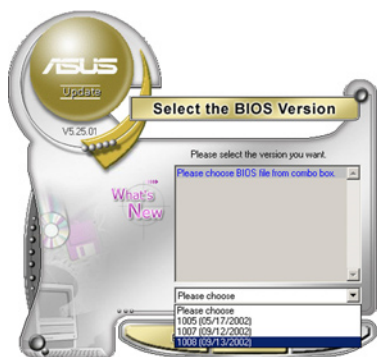 ASUS
Update
V5.25.01
Select the BIOS Version
Please select the version you want.
What's
New
Please choose BIOS file from combo box.
Please choose
Please choose
1005 (05/17/2002)
1007 (09/12/2002)
1008 (09/13/2002)